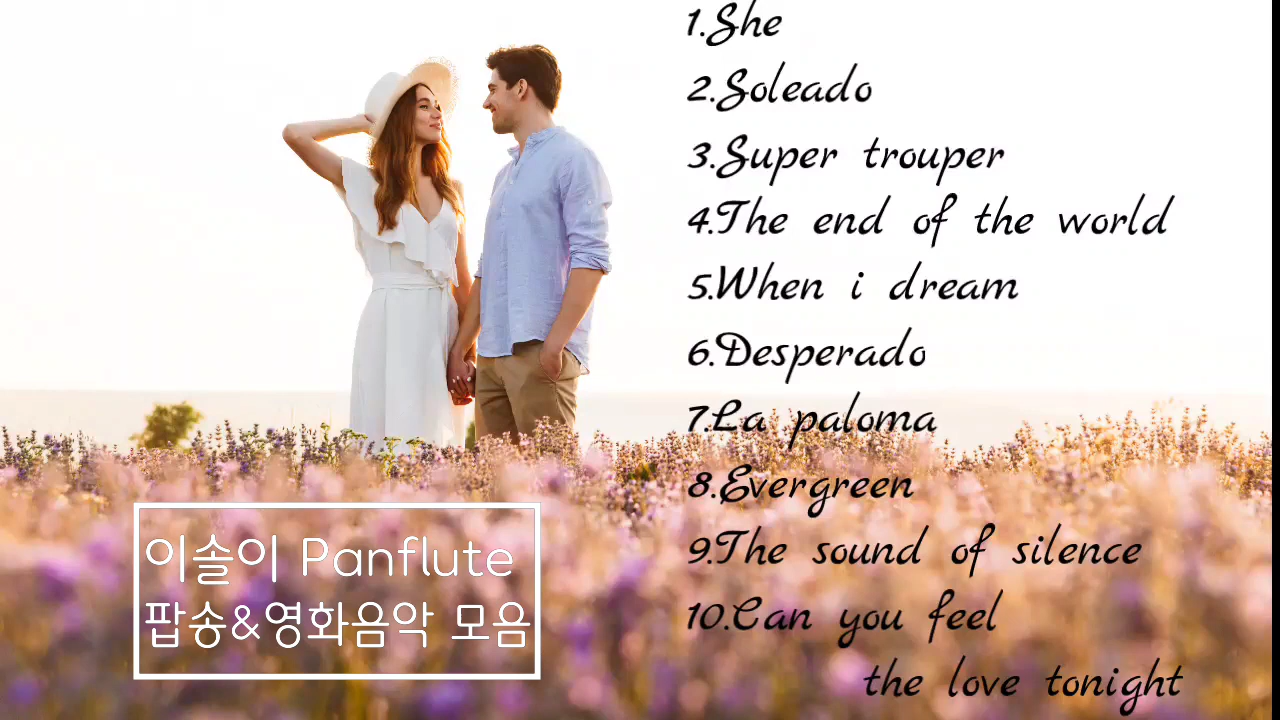 1.She
2.Soleado
3.Super trouper
4.The end of the world
5.When i dream
6.Desperado
7.La paloma
8.Evergreen
9.The sound of silence
10.Can you feel
the love tonight
이솔이 Panflute
팝송&영화음악 모음